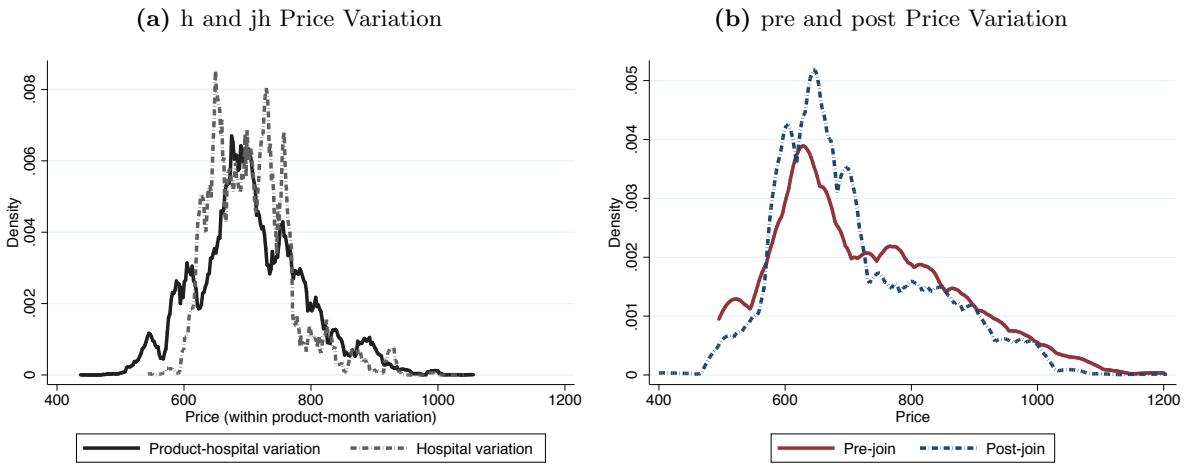 (a) h and jh Price Variation
(b) pre and post Price Variation
Density
0
.002
.004
.006
.008
400
600
800
1000
1200
Price (within product-month variation)
Product-hospital variation
Hospital variation
Density
0
.001
.002
.003
.004
.005
400
600
800
1000
1200
Price
Pre-join
Post-join